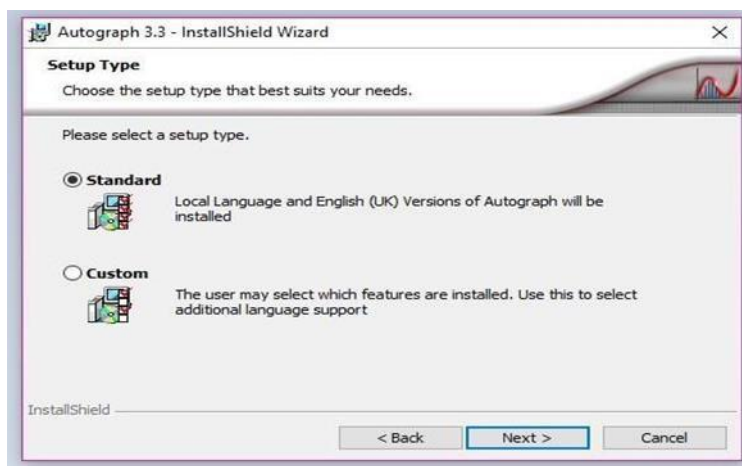 Autograph 3.3 - InstallShield Wizard
Setup Type
Choose the setup type that best suits your needs.
Please select a setup type.
Standard
Local Language and English (UK) Versions of Autograph will be
installed
Custom
The user may select which features are installed. Use this to select
additional language support
InstallShield
< Back Next > Cancel